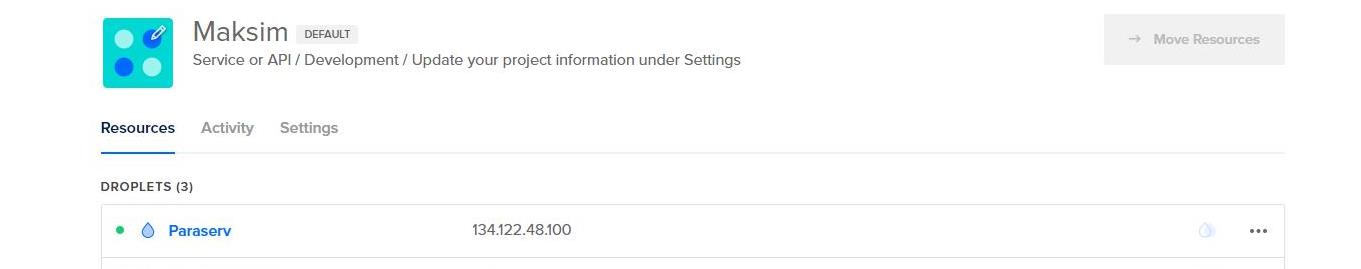 Maksim DEFAULT
→ Move Resources
Service or API / Development / Update your project information under Settings
Resources Activity Settings
DROPLETS (3)
Paraserv 134.122.48.100 •••